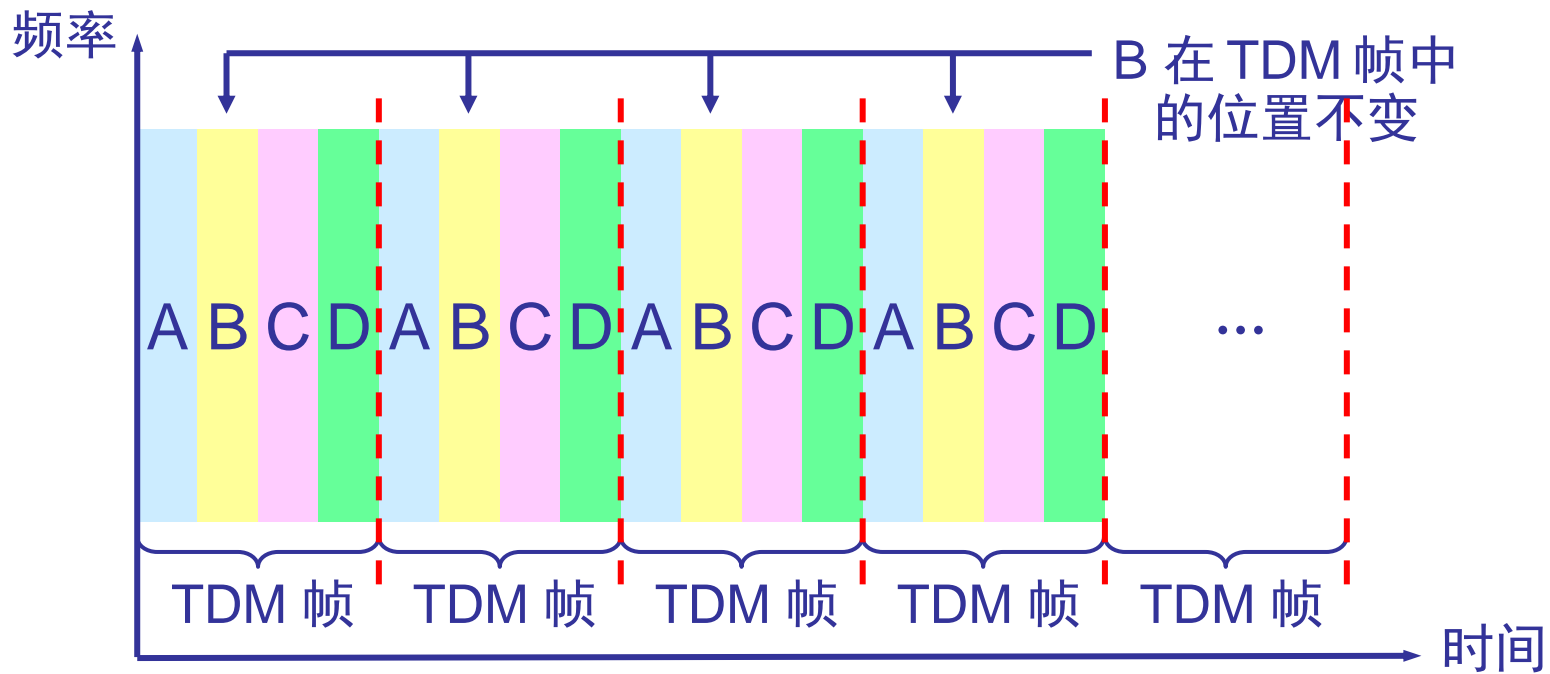 频率
B 在 TDM 帧中
的位置不变
A B C D A B C D A B C D A B C D ...
TDM 帧 TDM 帧 TDM 帧 TDM 帧 TDM 帧
时间